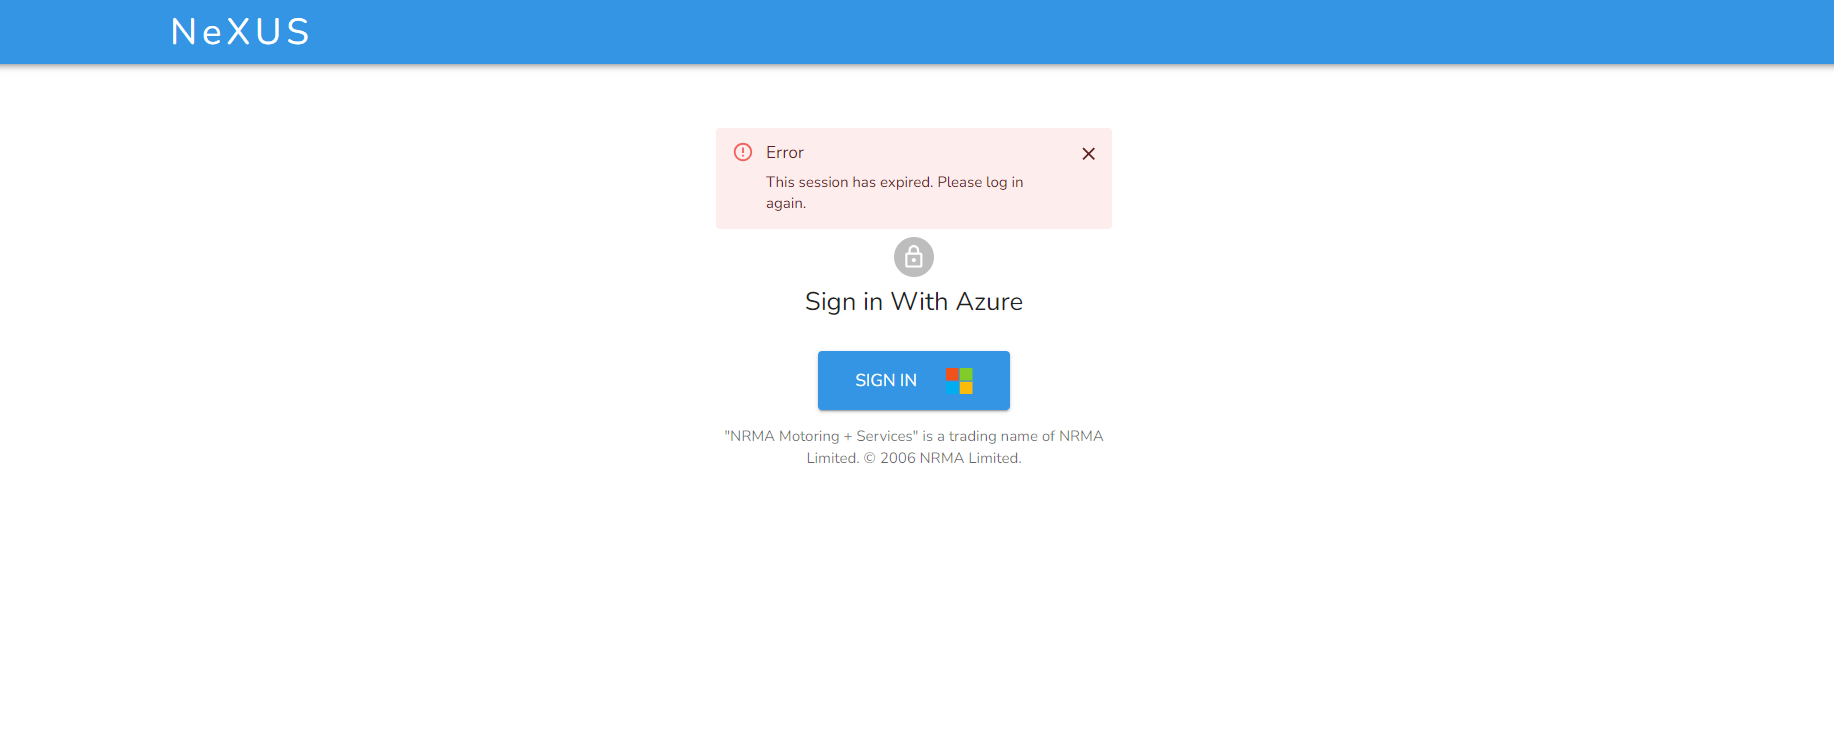 NeXUS
Error
This session has expired. Please log in
again.
Sign in With Azure
SIGN IN
"NRMA Motoring + Services" is a trading name of NRMA
Limited. © 2006 NRMA Limited.